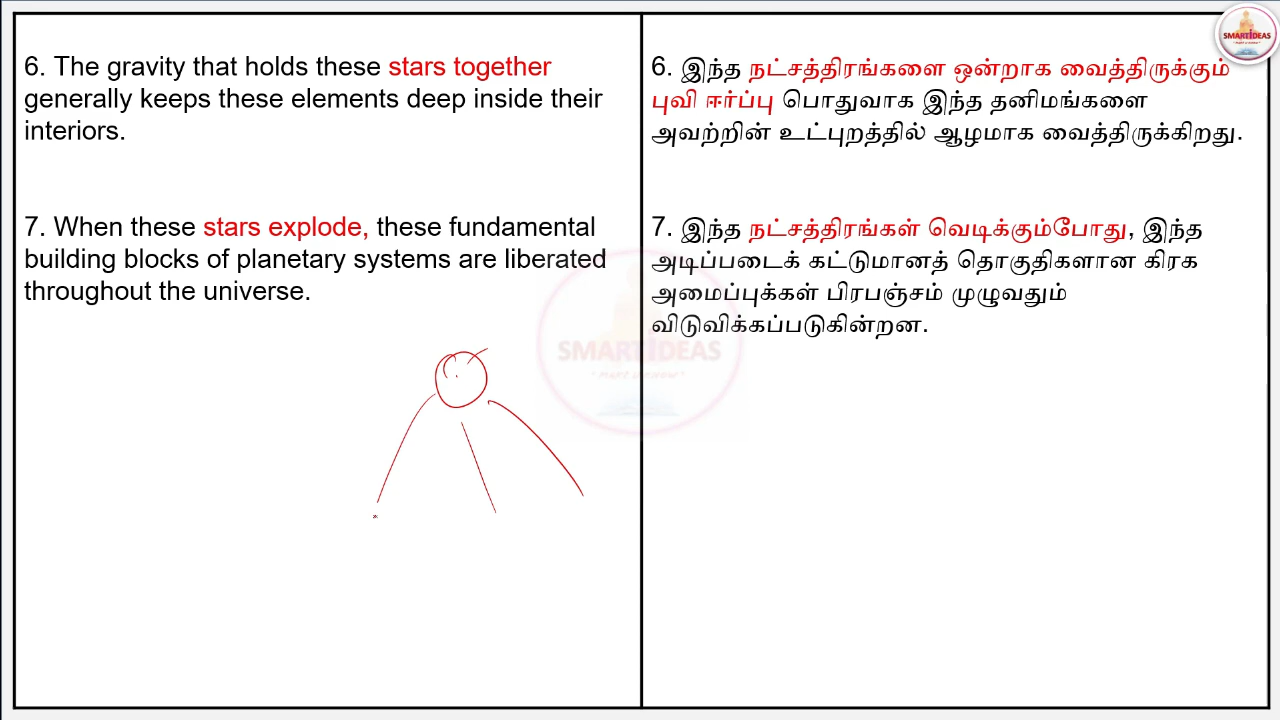 6. The gravity that holds these stars together
generally keeps these elements deep inside their
interiors.
7. When these stars explode, these fundamental
building blocks of planetary systems are liberated
throughout the universe.
6. இந்த நட்சத்திரங்களை ஒன்றாக வைத்திருக்கும்
புவி ஈர்ப்பு பொதுவாக இந்த தனிமங்களை
அவற்றின் உட்புறத்தில் ஆழமாக வைத்திருக்கிறது.
7. இந்த நட்சத்திரங்கள் வெடிக்கும்போது, இந்த
அடிப்படைக் கட்டுமானத் தொகுதிகளான கிரக
அமைப்புக்கள் பிரபஞ்சம் முழுவதும்
விடுவிக்கப்படுகின்றன.
SMARTIDEAS
SMARTIDEAS